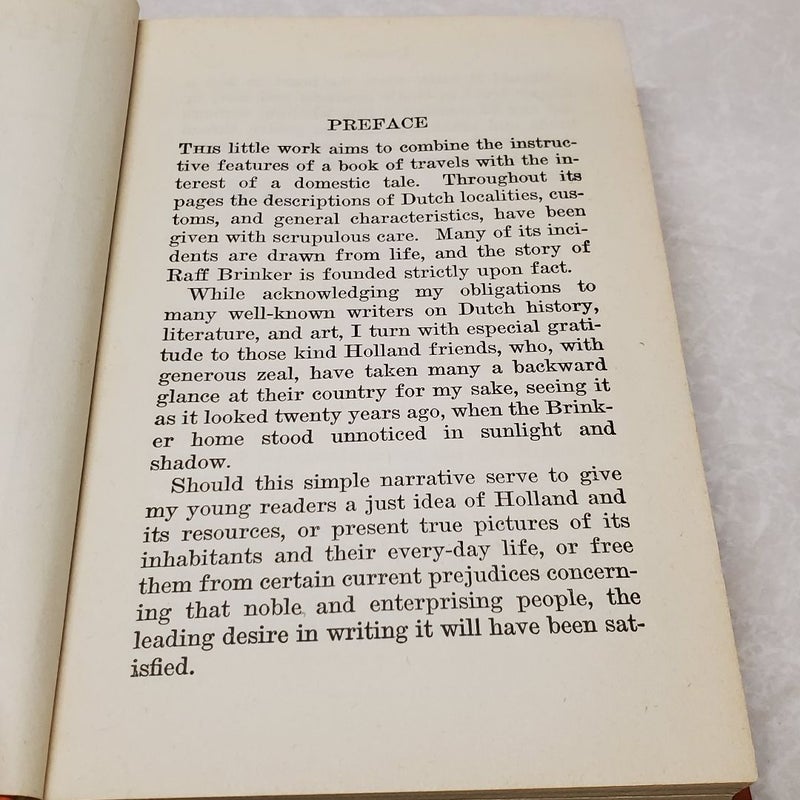 PREFACE
THIS little work aims to combine the instruc-
tive features of a book of travels with the in-
terest of a domestic tale. Throughout its
pages the descriptions of Dutch localities, cus-
toms, and general characteristics, have been
given with scrupulous care. Many of its inci-
dents are drawn from life, and the story of
Raff Brinker is founded strictly upon fact.
While acknowledging my obligations to
many well-known writers on Dutch history,
literature, and art, I turn with especial grati-
tude to those kind Holland friends, who, with
generous zeal, have taken many a backward
glance at their country for my sake, seeing it
as it looked twenty years ago, when the Brink-
er home stood unnoticed in sunlight and
shadow.
Should this simple narrative serve to give
my young readers a just idea of Holland and
its resources, or present true pictures of its
inhabitants and their every-day life, or free
them from certain current prejudices concern-
ing that noble and enterprising people, the
leading desire in writing it will have been sat-
isfied.